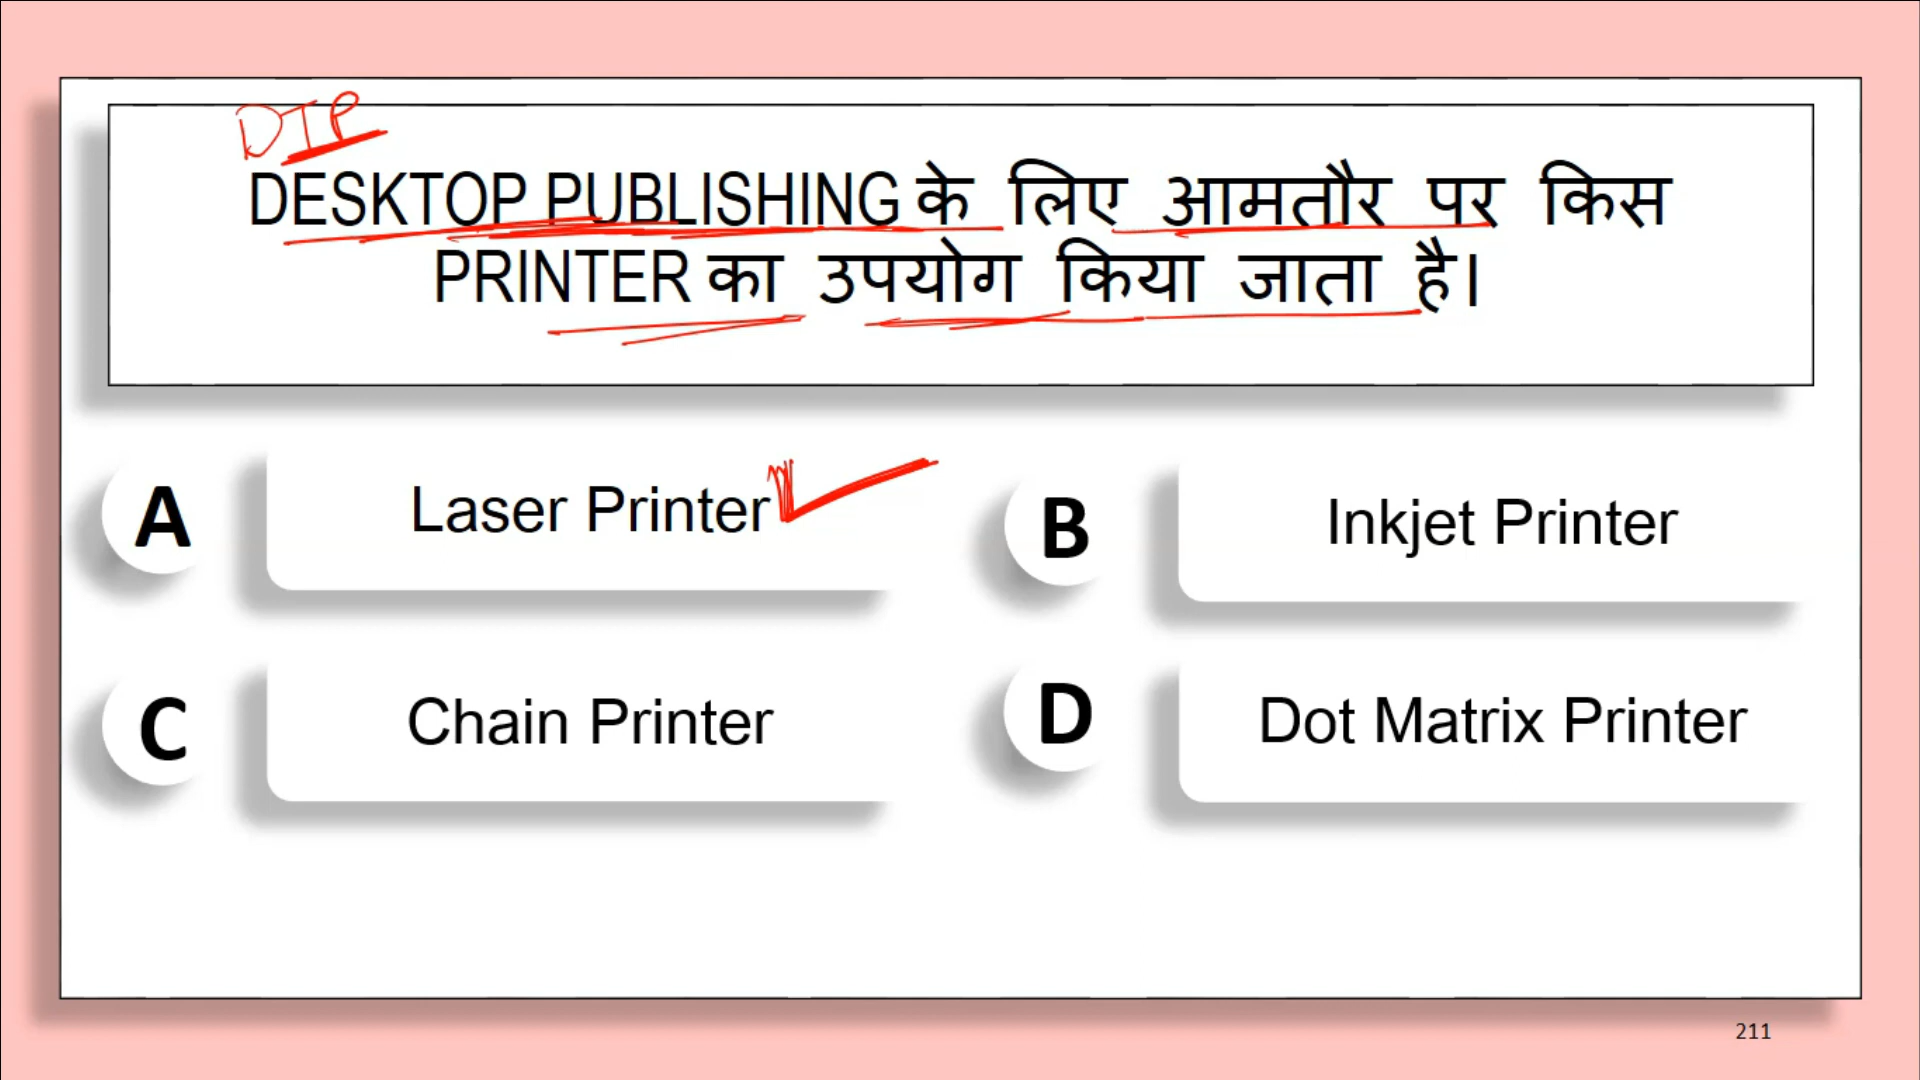 DTP
DESKTOP PUBLISHING के लिए आमतौर पर किस
PRINTER का उपयोग किया जाता है।
A Laser Printer
B Inkjet Printer
C Chain Printer
D Dot Matrix Printer
211